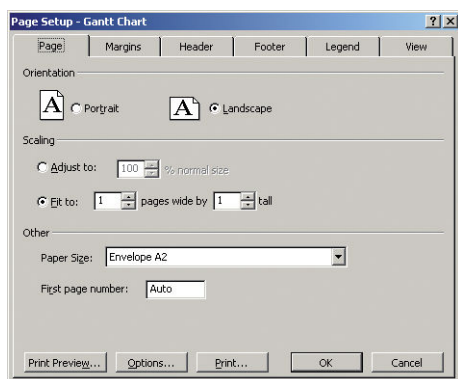 Page Setup - Gantt Chart
Page Margins Header Footer Legend View
Orientation
A Portrait A Landscape
Scaling
Adjust to: 100 % normal size
Fit to: 1 pages wide by 1 tall
Other
Paper Size: Envelope A2
First page number: Auto
Print Preview... Options... Print... OK Cancel